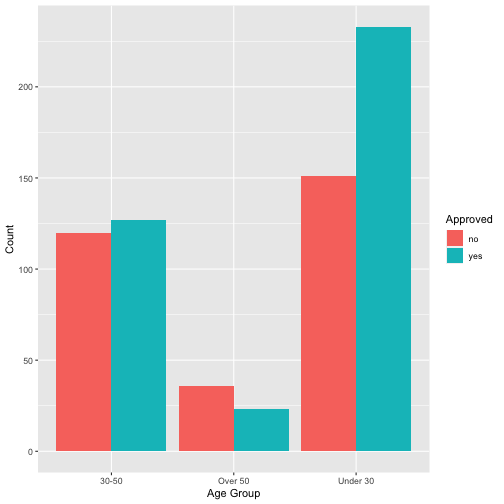 200
150
100
50
0
Count
30-50
Over 50
Under 30
Age Group
Approved
no
yes